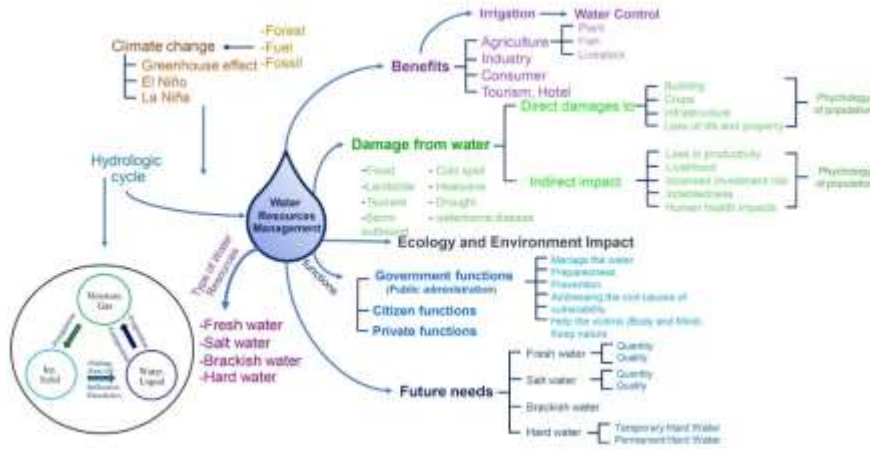 Climate change
-Forest
-Fuel
-Fossil
Greenhouse effect
El Niño
La Niña
Hydrologic
cycle
Water
Resources
Management
Benefits
Irrigation
Water Control
Agriculture
Industry
Consumer
Tourism, Hotel
Plant
Fish
Livestock
Damage from water
-Flood
-Landslide
-Tsunami
-Cold spell
-Heatwave
-Drought
-waterborne disease
Direct damages to
Building
Crops
Infrastructure
Loss of life and property
Phychology
of population
Indirect impact
Loss in productivity
Livelihood
Increased investment risk
Indebtedness
Human health impacts
Phychology
of population
Ecology and Environment Impact
functions
Government functions
(Public administration)
Citizen functions
Private functions
Manage the water
Preparedness
Prevention
Addressing the root causes of
vulnerability
Help the victims (Body and Mind)
Keep nature
Type of Water
Resources
-Fresh water
-Salt water
-Brackish water
-Hard water
Gas
Ice,
Solid
Water,
Liquid
Future needs
Fresh water
Quantity
Quality
Salt water
Quantity
Quality
Brackish water
Hard water
Temporary Hard Water
Permanent Hard Water